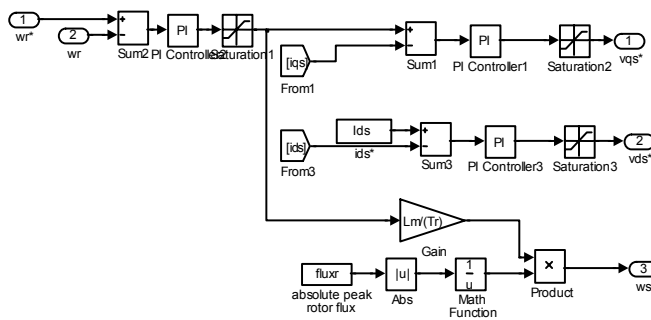 1
wr*
2
wr
+
−
Sum2
PI
PI Controller2
Saturation1
[iqs]
From1
+
−
Sum1
PI
PI Controller1
Saturation2
1
vqs*
[ids]
From3
Ids
ids*
+
−
Sum3
PI
PI Controller3
Saturation3
2
vds*
Lm/(Tr)
Gain
fluxr
absolute peak
rotor flux
|u|
Abs
1
u
Math
Function
×
Product
3
ws